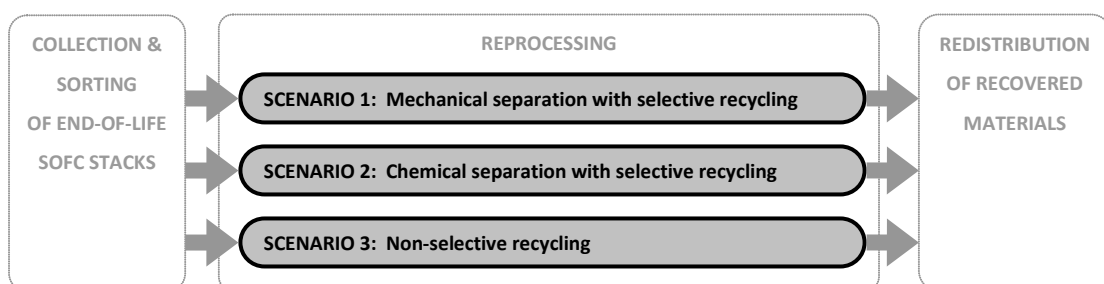 COLLECTION &
SORTING
OF END-OF-LIFE
SOFC STACKS
REPROCESSING
SCENARIO 1: Mechanical separation with selective recycling
SCENARIO 2: Chemical separation with selective recycling
SCENARIO 3: Non-selective recycling
REDISTRIBUTION
OF RECOVERED
MATERIALS